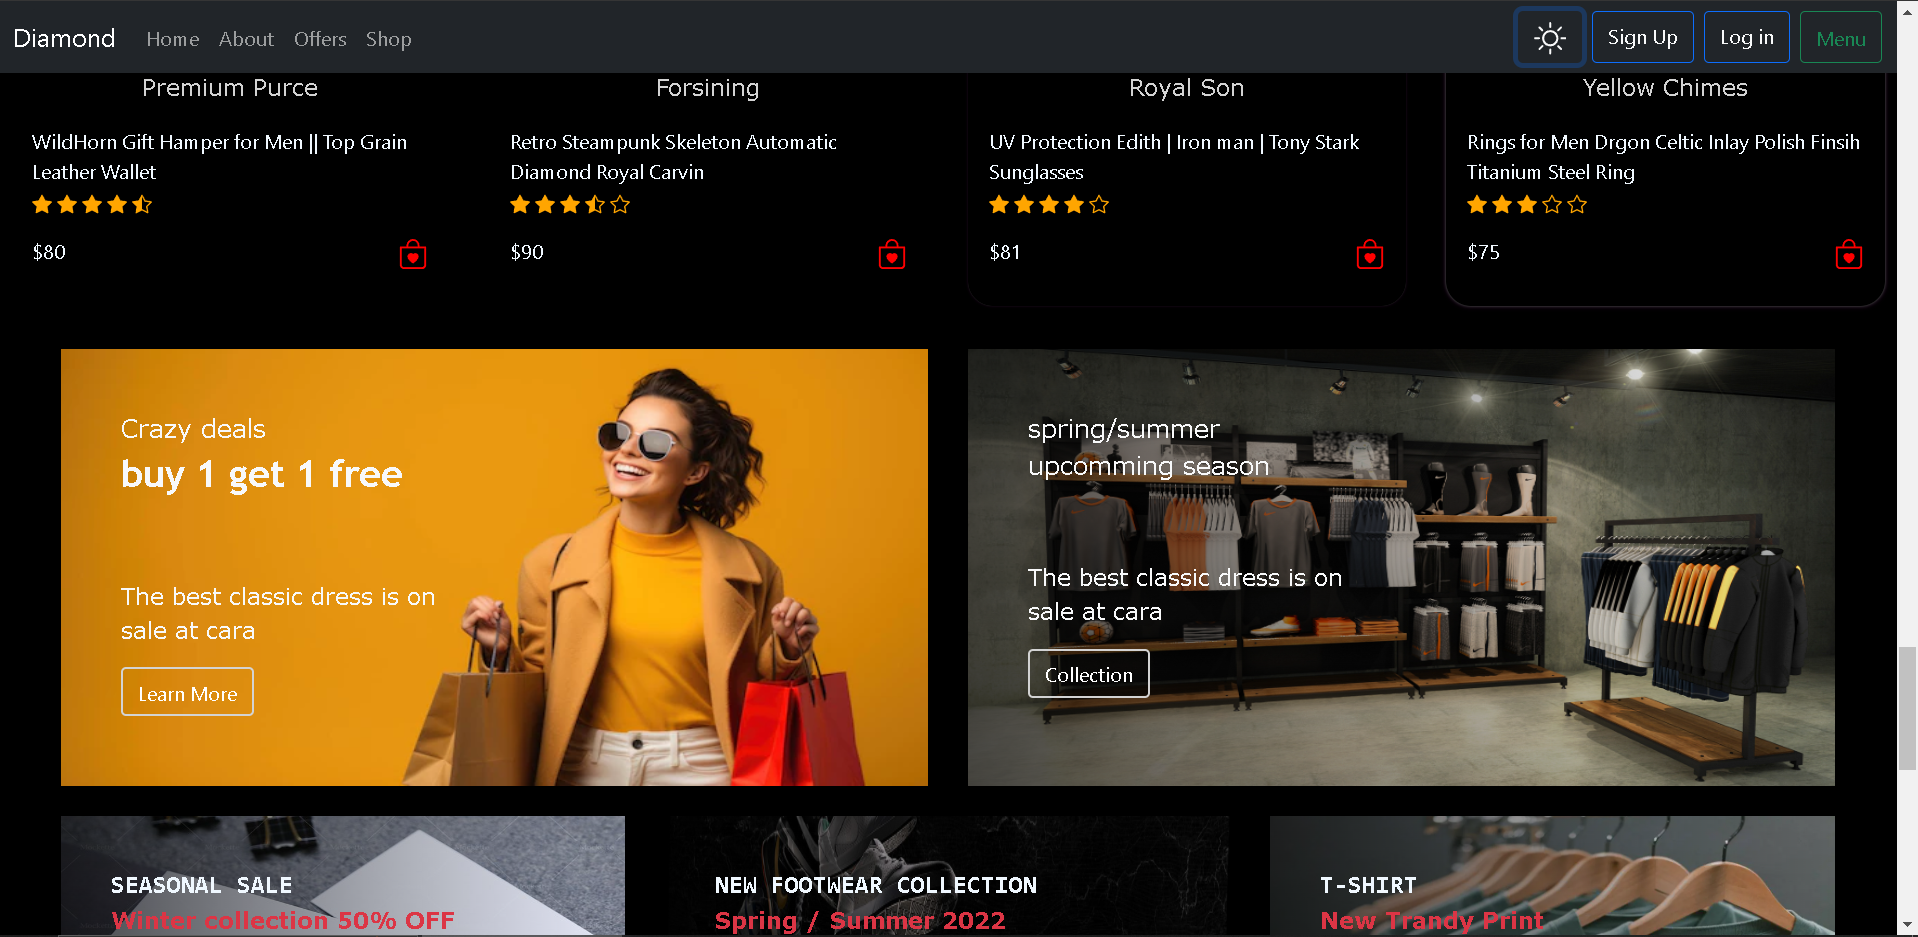 Diamond Home About Offers Shop Sign Up Log in Menu
Premium Purce
WildHorn Gift Hamper for Men || Top Grain
Leather Wallet
$80
Forsining
Retro Steampunk Skeleton Automatic
Diamond Royal Carvin
$90
Royal Son
UV Protection Edith | Iron man | Tony Stark
Sunglasses
$81
Yellow Chimes
Rings for Men Drgon Celtic Inlay Polish Finsih
Titanium Steel Ring
$75
Crazy deals
buy 1 get 1 free
The best classic dress is on
sale at cara
Learn More
spring/summer
upcomming season
The best classic dress is on
sale at cara
Collection
SEASONAL SALE
Winter collection 50% OFF
NEW FOOTWEAR COLLECTION
Spring / Summer 2022
T-SHIRT
New Trandy Print